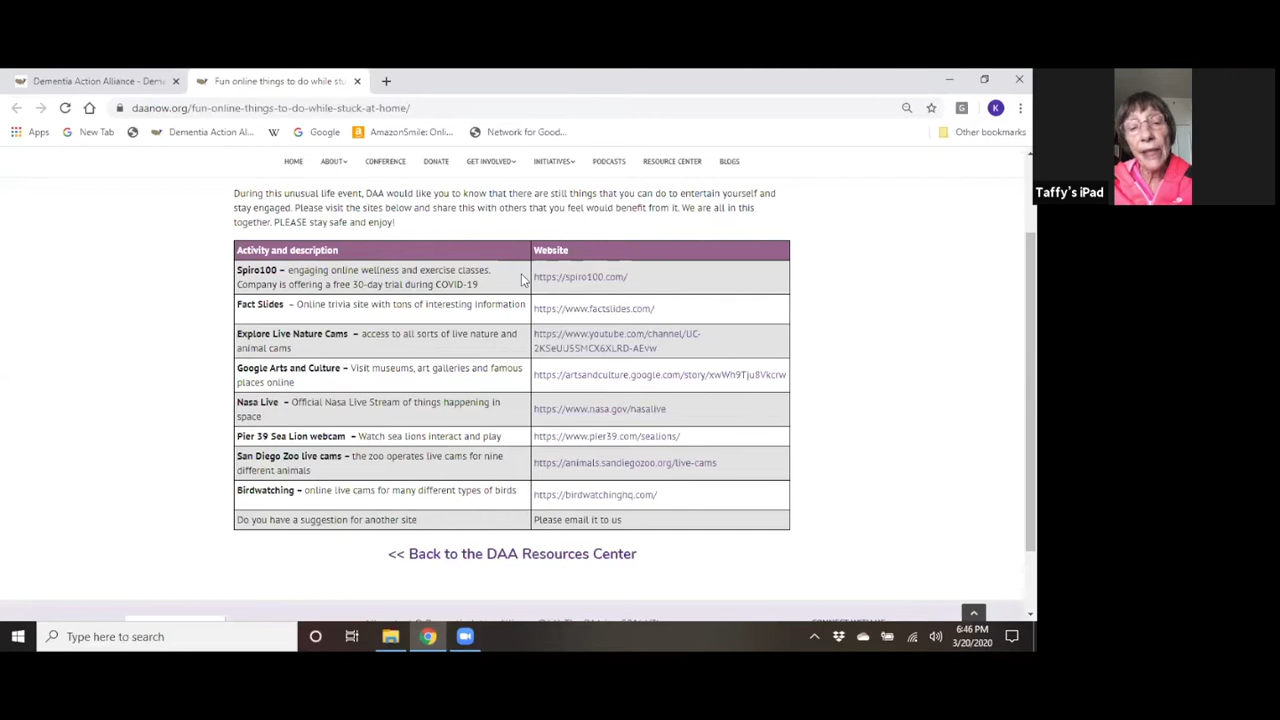 Dementia Action Alliance - Deme
Fun online things to do while stu
daanow.org/fun-online-things-to-do-while-stuck-at-home/
G
K
Apps
G New Tab
Dementia Action Al...
W
G Google
a AmazonSmile: Onli...
Network for Good...
Other bookmarks
HOME ABOUT CONFERENCE DONATE GET INVOLVED INITIATIVES PODCASTS RESOURCE CENTER BLOGS
Taffy's iPad
During this unusual life event, DAA would like you to know that there are still things that you can do to entertain yourself and
stay engaged. Please visit the sites below and share this with others that you feel would benefit from it. We are all in this
together. PLEASE stay safe and enjoy!
Activity and description
Website
Spiro100 – engaging online wellness and exercise classes.
Company is offering a free 30-day trial during COVID-19
https://spiro100.com/
Fact Slides – Online trivia site with tons of interesting information
https://www.factslides.com/
Explore Live Nature Cams – access to all sorts of live nature and
animal cams
https://www.youtube.com/channel/UC-
2KSeUU5SMCX6XLRD-AEvw
Google Arts and Culture – Visit museums, art galleries and famous
places online
https://artsandculture.google.com/story/xwWh9Tju8Vkcrw
Nasa Live – Official Nasa Live Stream of things happening in
space
https://www.nasa.gov/nasalive
Pier 39 Sea Lion webcam – Watch sea lions interact and play
https://www.pier39.com/sealions/
San Diego Zoo live cams – the zoo operates live cams for nine
different animals
https://animals.sandiegozoo.org/live-cams
Birdwatching – online live cams for many different types of birds
https://birdwatchinghq.com/
Do you have a suggestion for another site
Please email it to us
<< Back to the DAA Resources Center
Type here to search
6:46 PM
3/20/2020